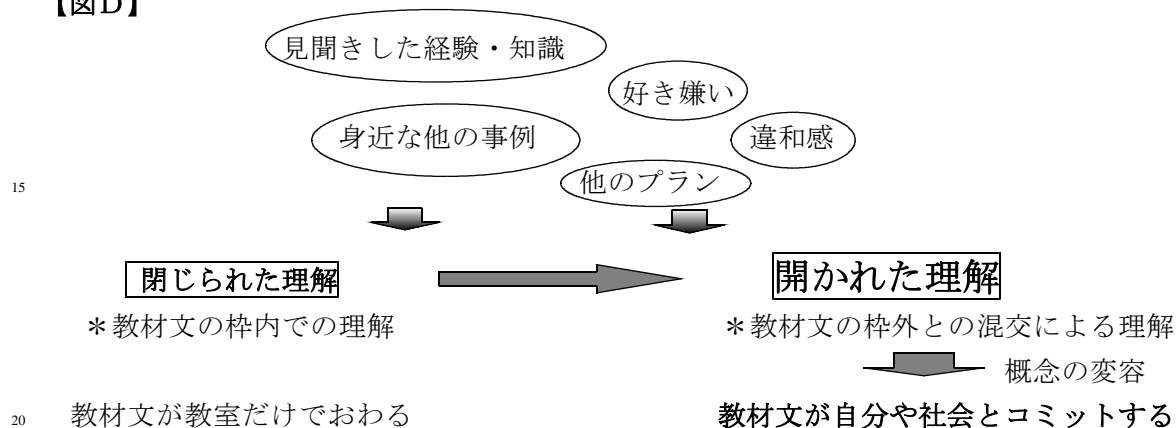 【図D】
見聞きした経験・知識
好き嫌い
身近な他の事例
違和感
15
他のプラン
閉じられた理解
開かれた理解
＊教材文の枠内での理解
＊教材文の枠外との混交による理解
概念の変容
20
教材文が教室だけでおわる
教材文が自分や社会とコミットする